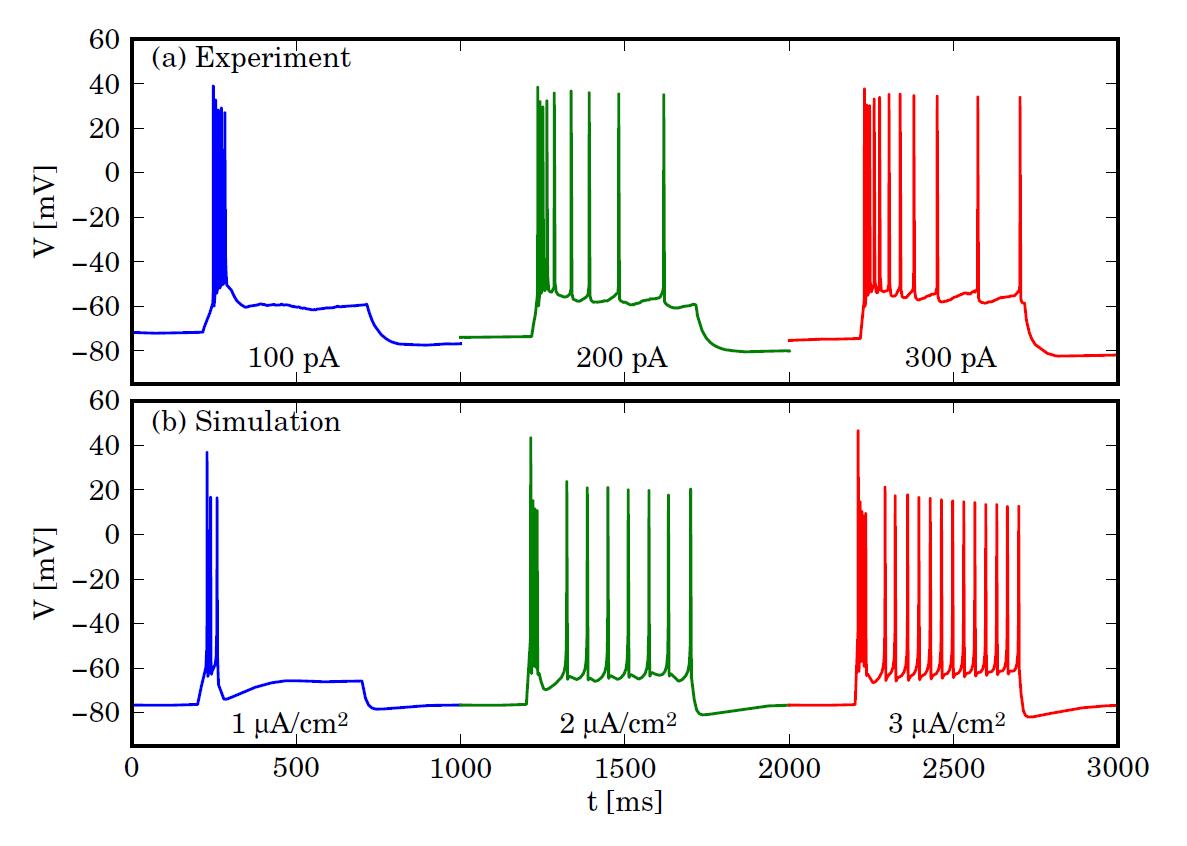 60
(a) Experiment
40
20
0
−20
−40
−60
−80
V [mV]
100 pA
200 pA
300 pA
60
(b) Simulation
40
20
0
−20
−40
−60
−80
V [mV]
1 μA/cm²
2 μA/cm²
3 μA/cm²
0 500 1000 1500 2000 2500 3000
t [ms]